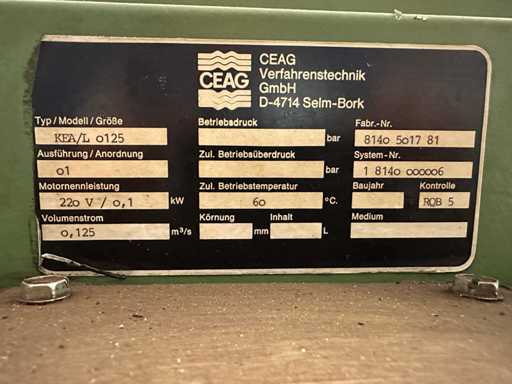 CEAG
CEAG
Verfahrenstechnik
GmbH
D-4714 Selm-Bork
Typ/Modell/Größe
KEA/L o125
Ausführung/Anordnung
o1
Motornennleistung
22o V / o,1 kW
Volumenstrom
o,125 m³/s
Betriebsdruck
bar
Zul. Betriebsüberdruck
bar
Zul. Betriebstemperatur
6o °C.
Körnung Inhalt
mm L
Fabr.-Nr.
814o 5o17 81
System-Nr.
1 814o ooooo6
Baujahr Kontrolle
RQB 5
Medium